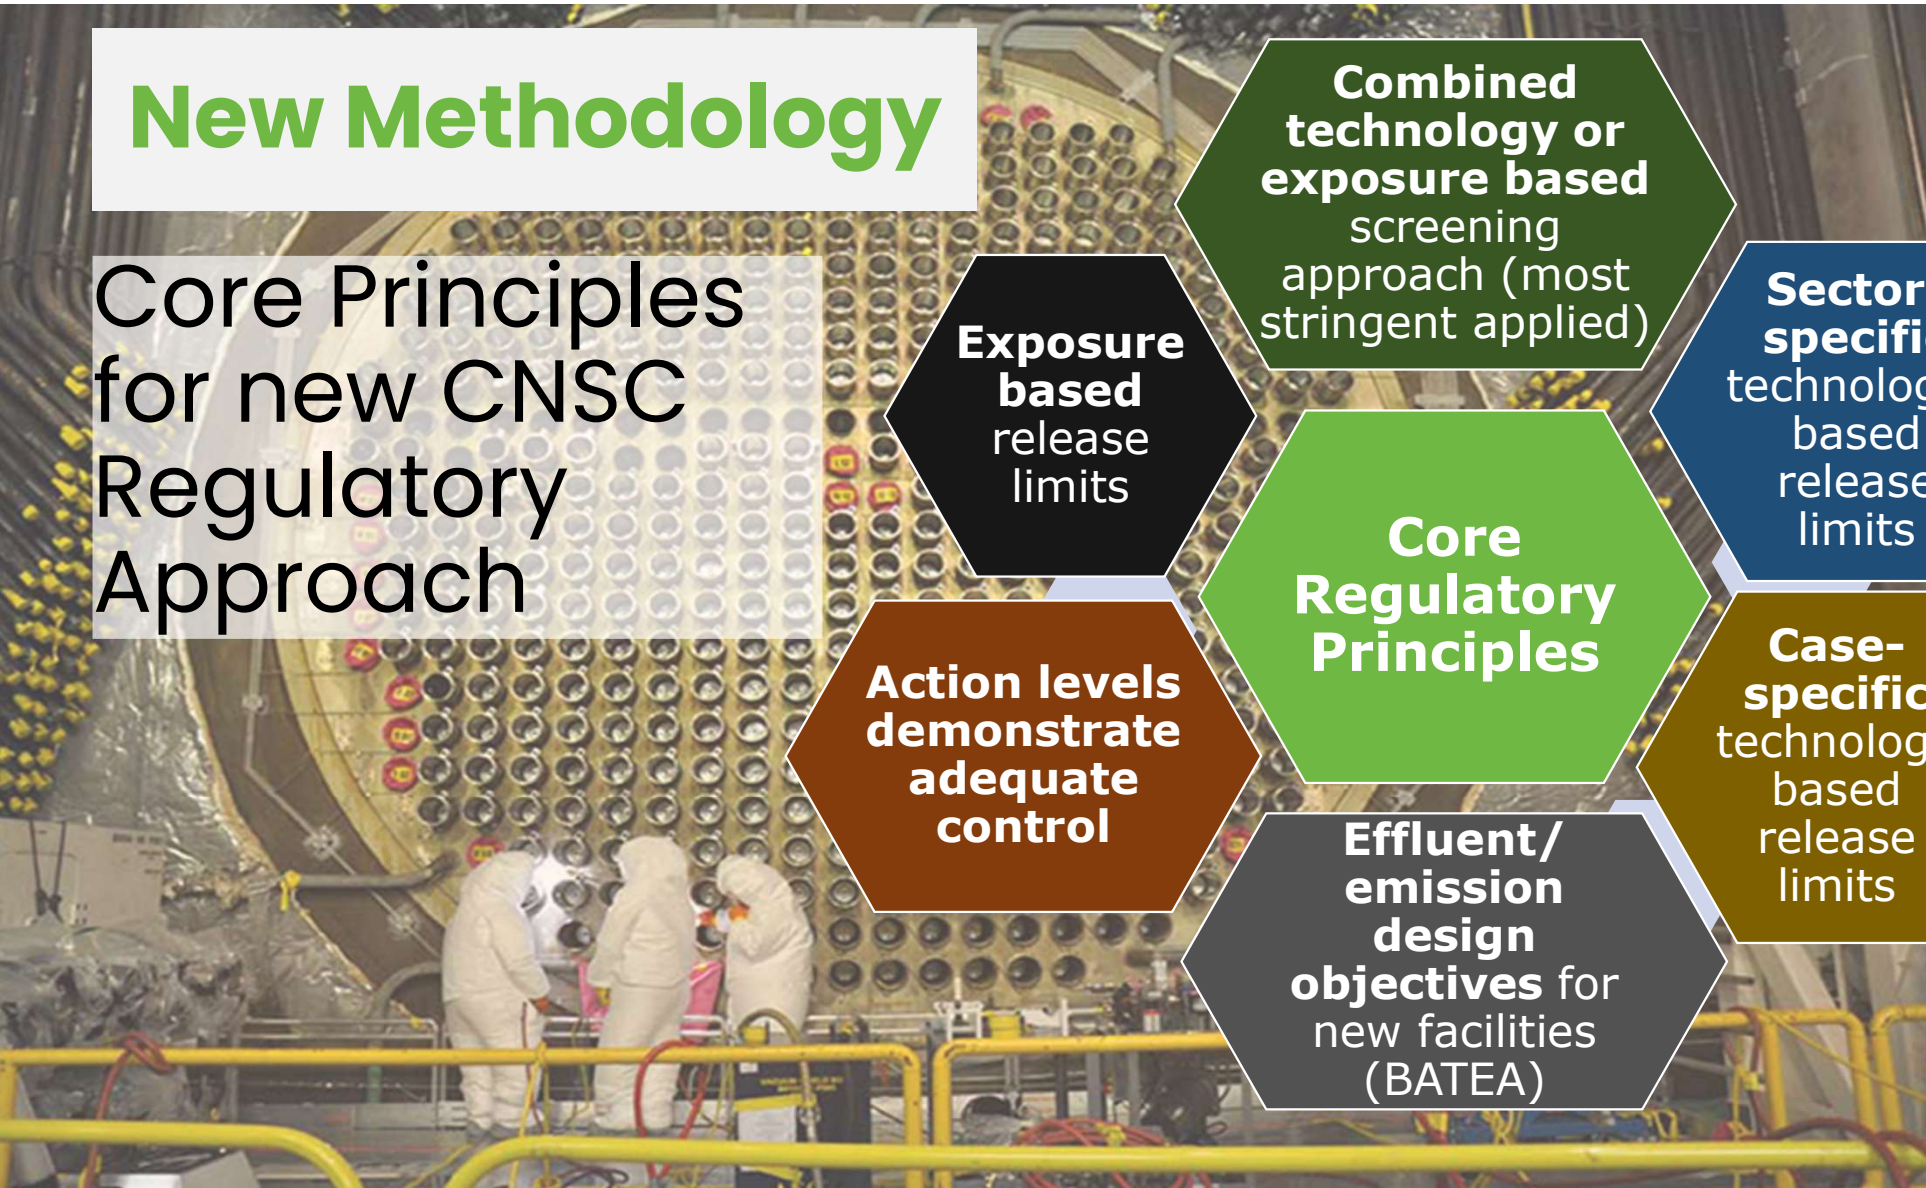 New Methodology
Core Principles
for new CNSC
Regulatory
Approach
Combined
technology or
exposure based
screening
approach (most
stringent applied)
Exposure
based
release
limits
Sector
specifi
technolog
based
release
limits
Core
Regulatory
Principles
Action levels
demonstrate
adequate
control
Case-
specific
technolog
based
release
limits
Effluent/
emission
design
objectives for
new facilities
(BATEA)